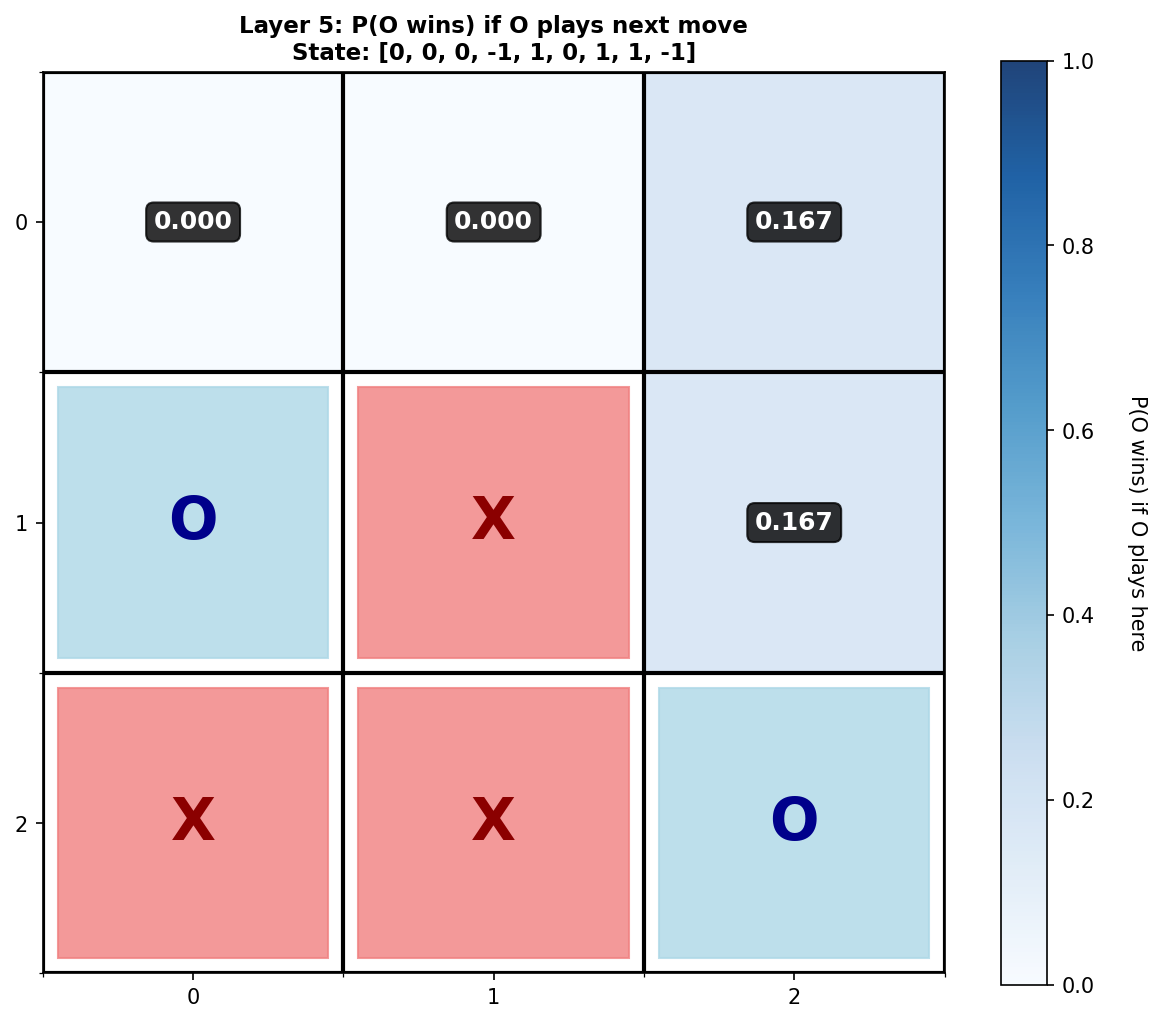 Layer 5: P(O wins) if O plays next move
State: [0, 0, 0, -1, 1, 0, 1, 1, -1]
0
0.000
0.000
0.167
1
O
X
0.167
2
X
X
O
0
1
2
1.0
0.8
0.6
0.4
0.2
0.0
P(O wins) if O plays here